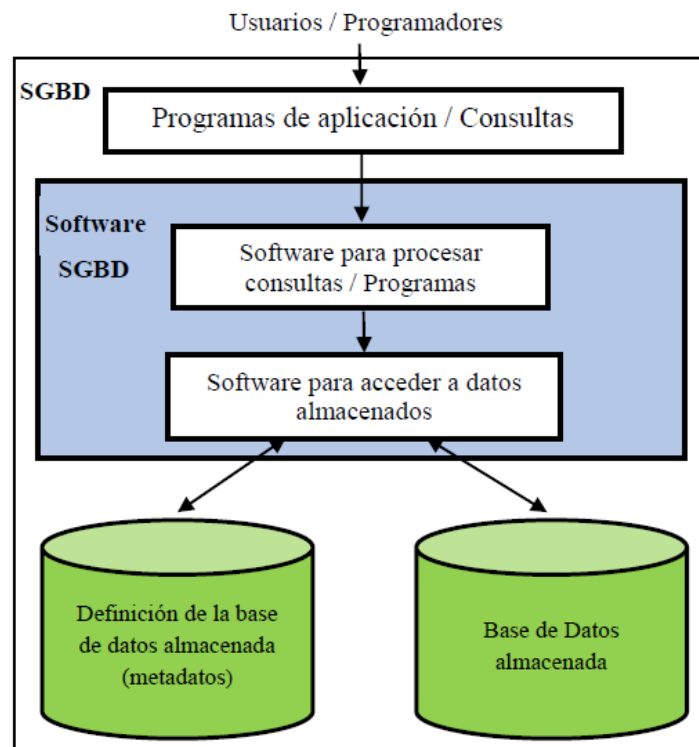 Usuarios / Programadores
SGBD
Programas de aplicación / Consultas
Software
SGBD
Software para procesar
consultas / Programas
Software para acceder a datos
almacenados
Definición de la base
de datos almacenada
(metadatos)
Base de Datos
almacenada